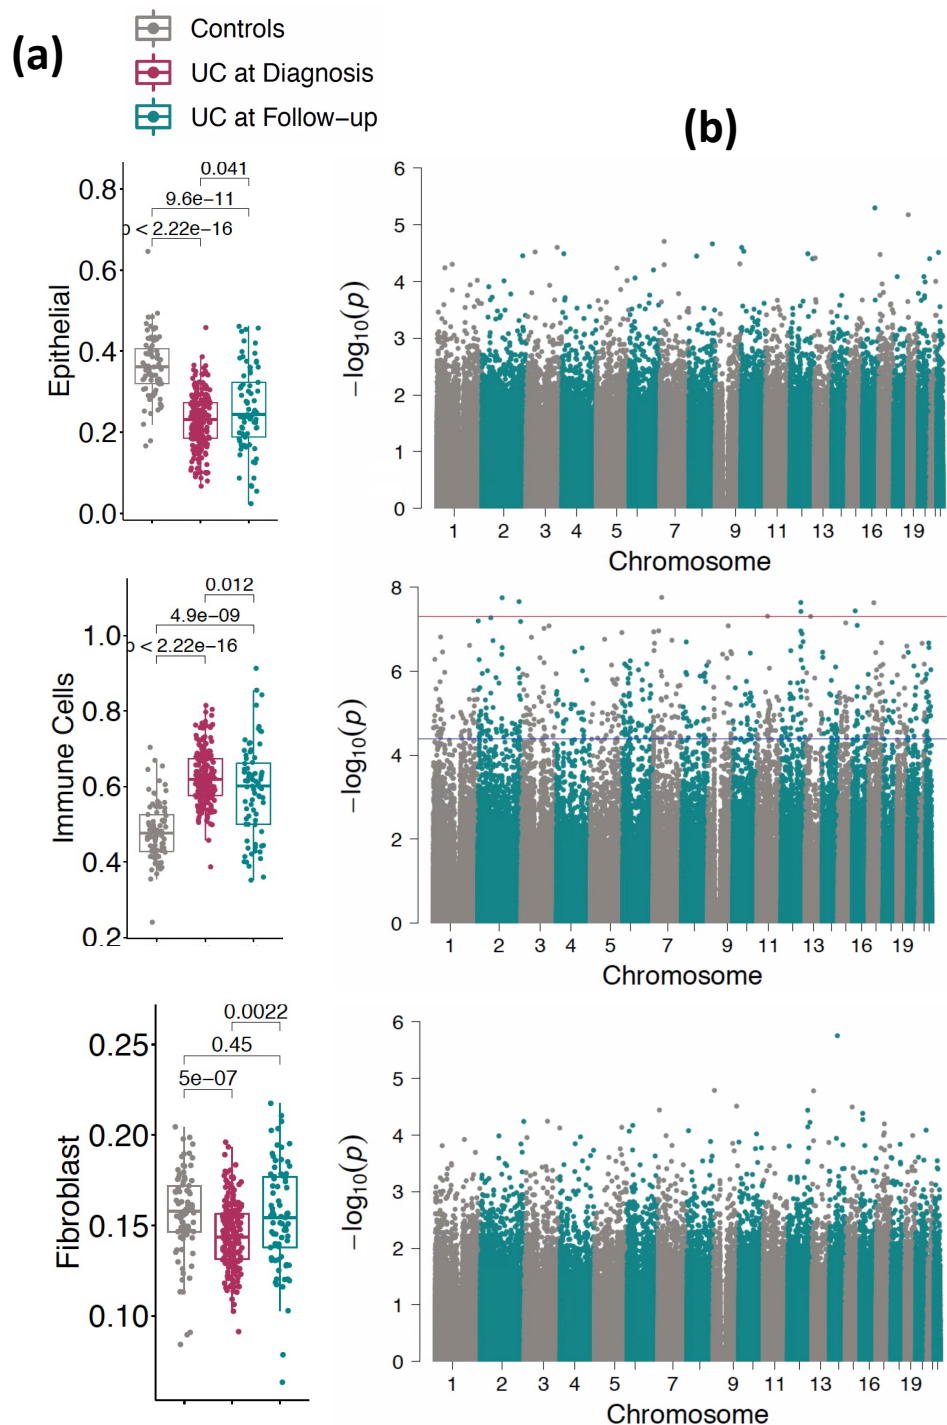 (a)
Controls
UC at Diagnosis
UC at Follow-up
(b)
Epithelial
0.8
0.6
0.4
0.2
0.0
0.041
9.6e-11
p < 2.22e-16
-log10(p)
6
5
4
3
2
1
0
1 2 3 4 5 7 9 11 13 16 19
Chromosome
Immune Cells
1.0
0.8
0.6
0.4
0.2
0.012
4.9e-09
p < 2.22e-16
-log10(p)
8
6
4
2
0
1 2 3 4 5 7 9 11 13 16 19
Chromosome
Fibroblast
0.25
0.20
0.15
0.10
0.0022
0.45
5e-07
-log10(p)
6
5
4
3
2
1
0
1 2 3 4 5 7 9 11 13 16 19
Chromosome